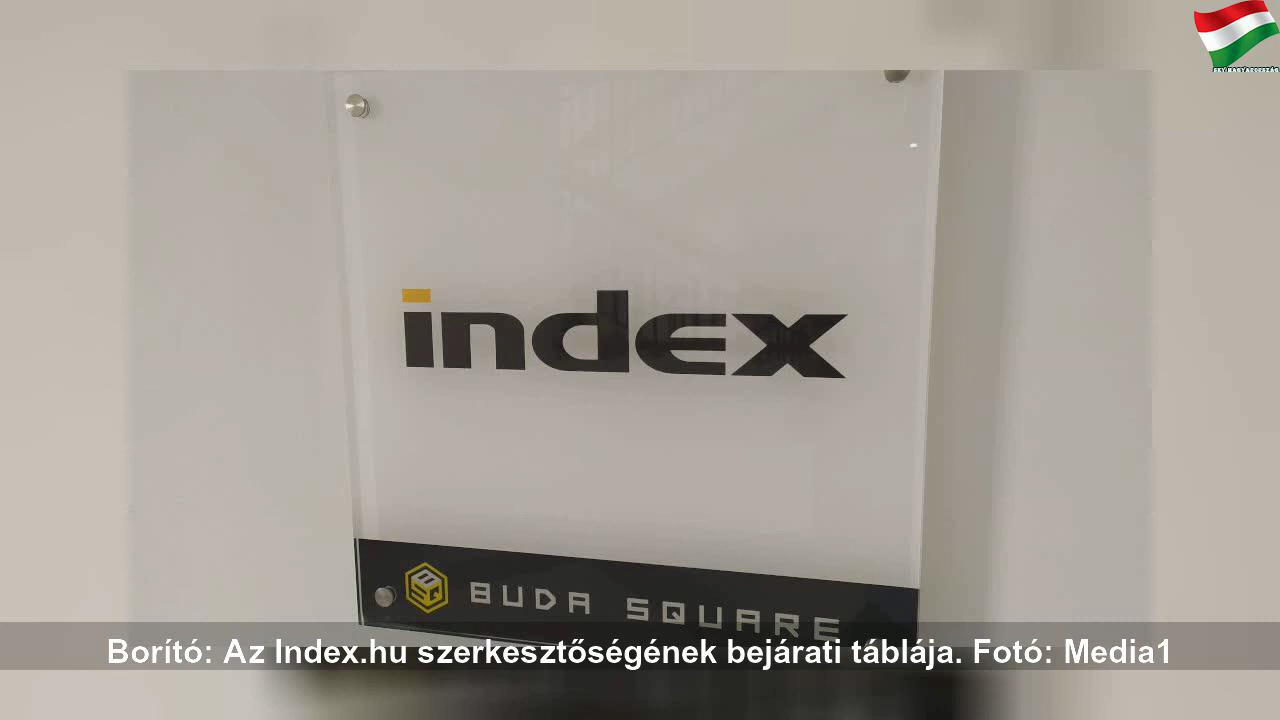 index
BUDA SQUARE
Borító: Az Index.hu szerkesztőségének bejárati táblája. Fotó: Media1